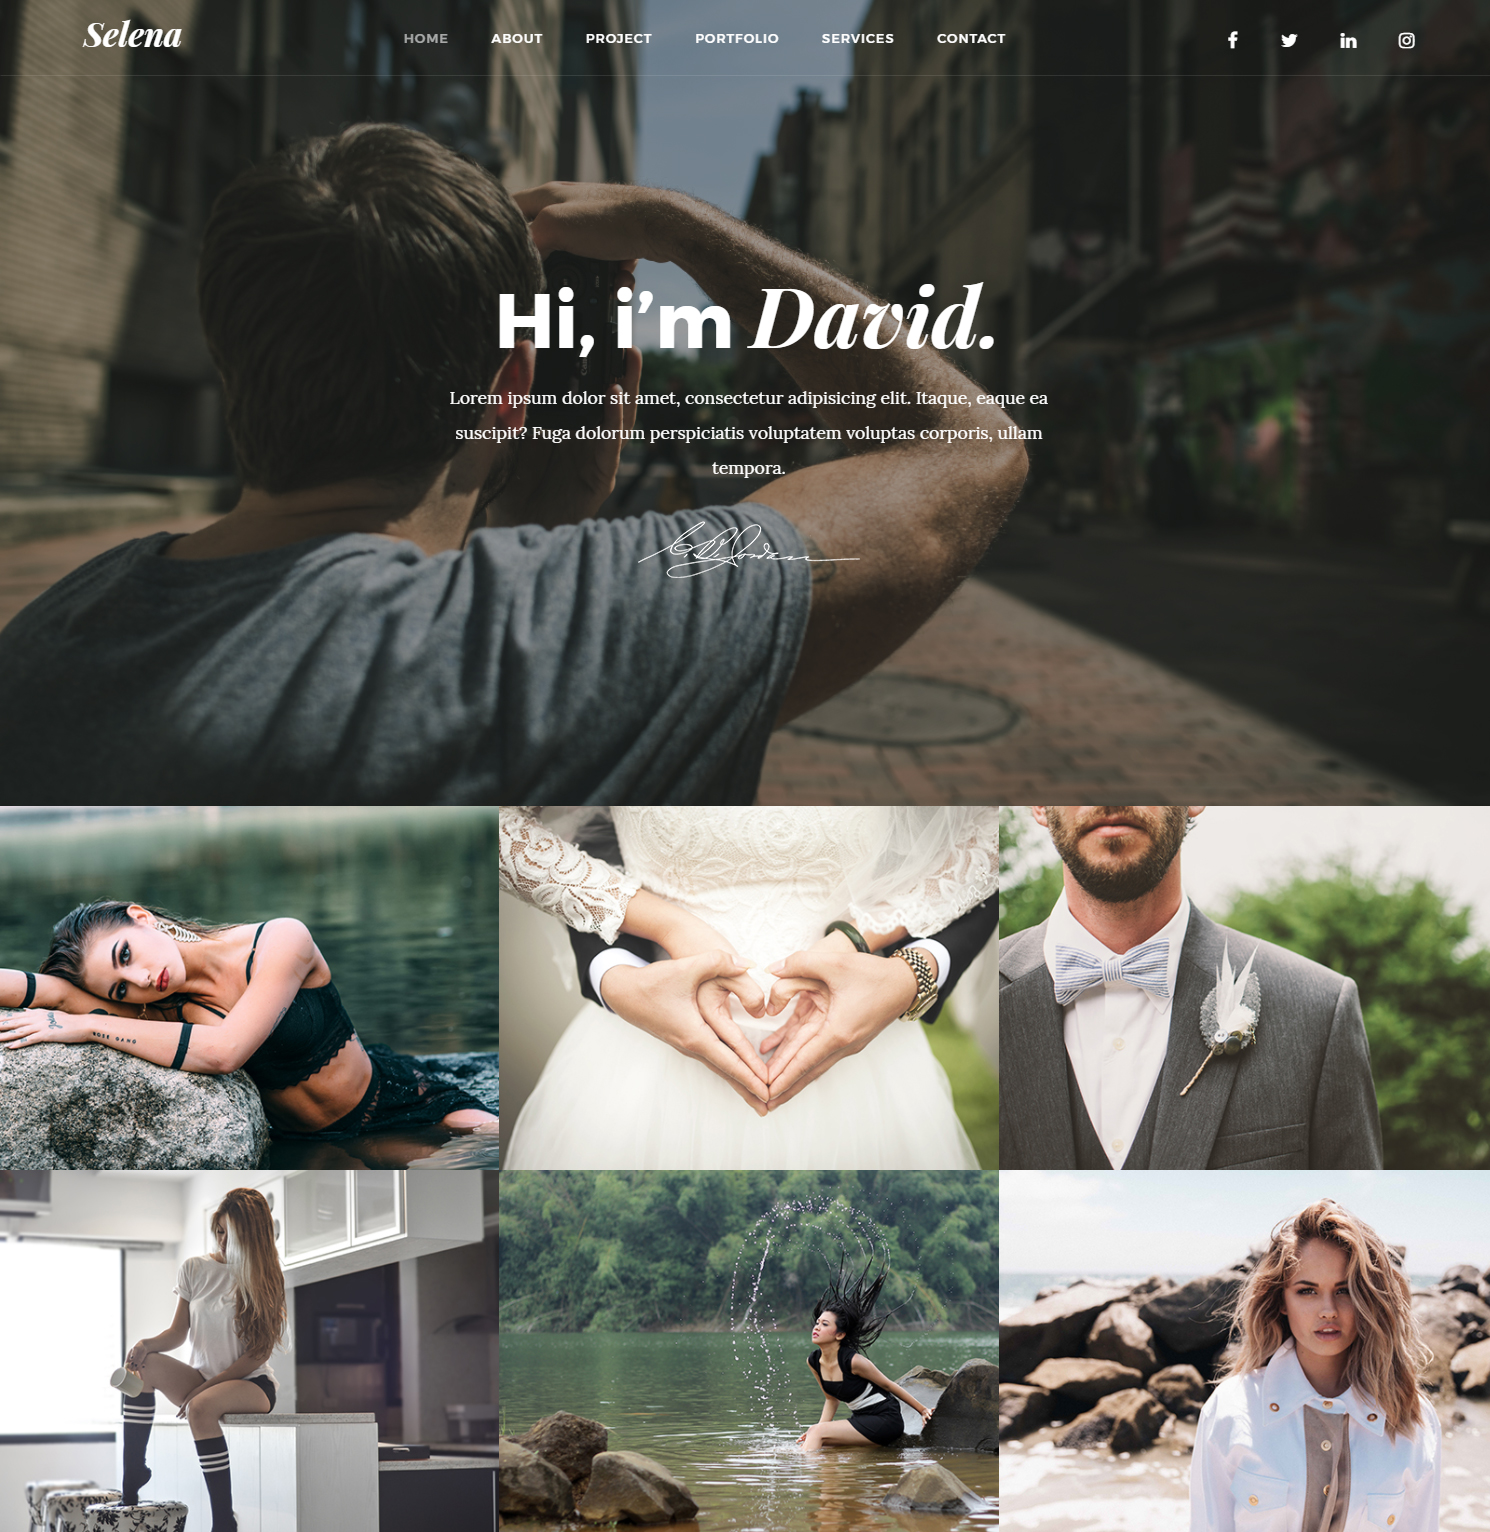 Selena
HOME ABOUT PROJECT PORTFOLIO SERVICES CONTACT
Hi, i'm David.
Lorem ipsum dolor sit amet, consectetur adipisicing elit. Itaque, eaque ea
suscipit? Fuga dolorum perspiciatis voluptatem voluptas corporis, ullam
tempora.